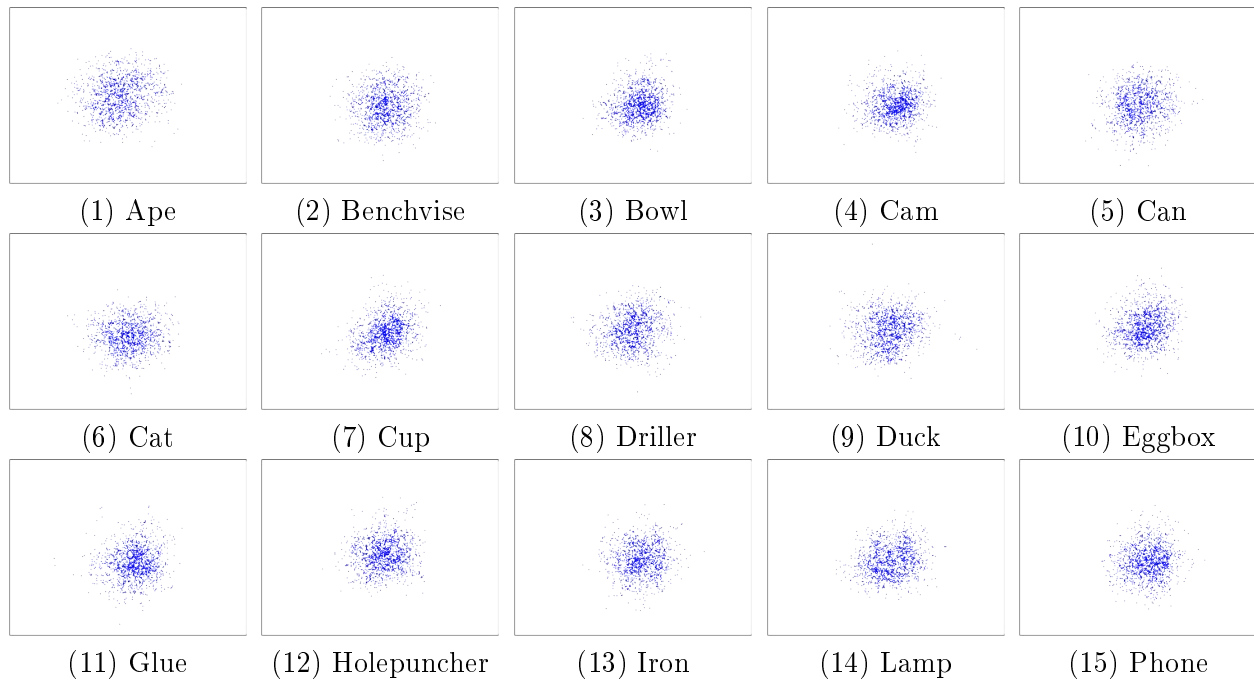 (1) Ape (2) Benchvise (3) Bowl (4) Cam (5) Can
(6) Cat (7) Cup (8) Driller (9) Duck (10) Eggbox
(11) Glue (12) Holepuncher (13) Iron (14) Lamp (15) Phone